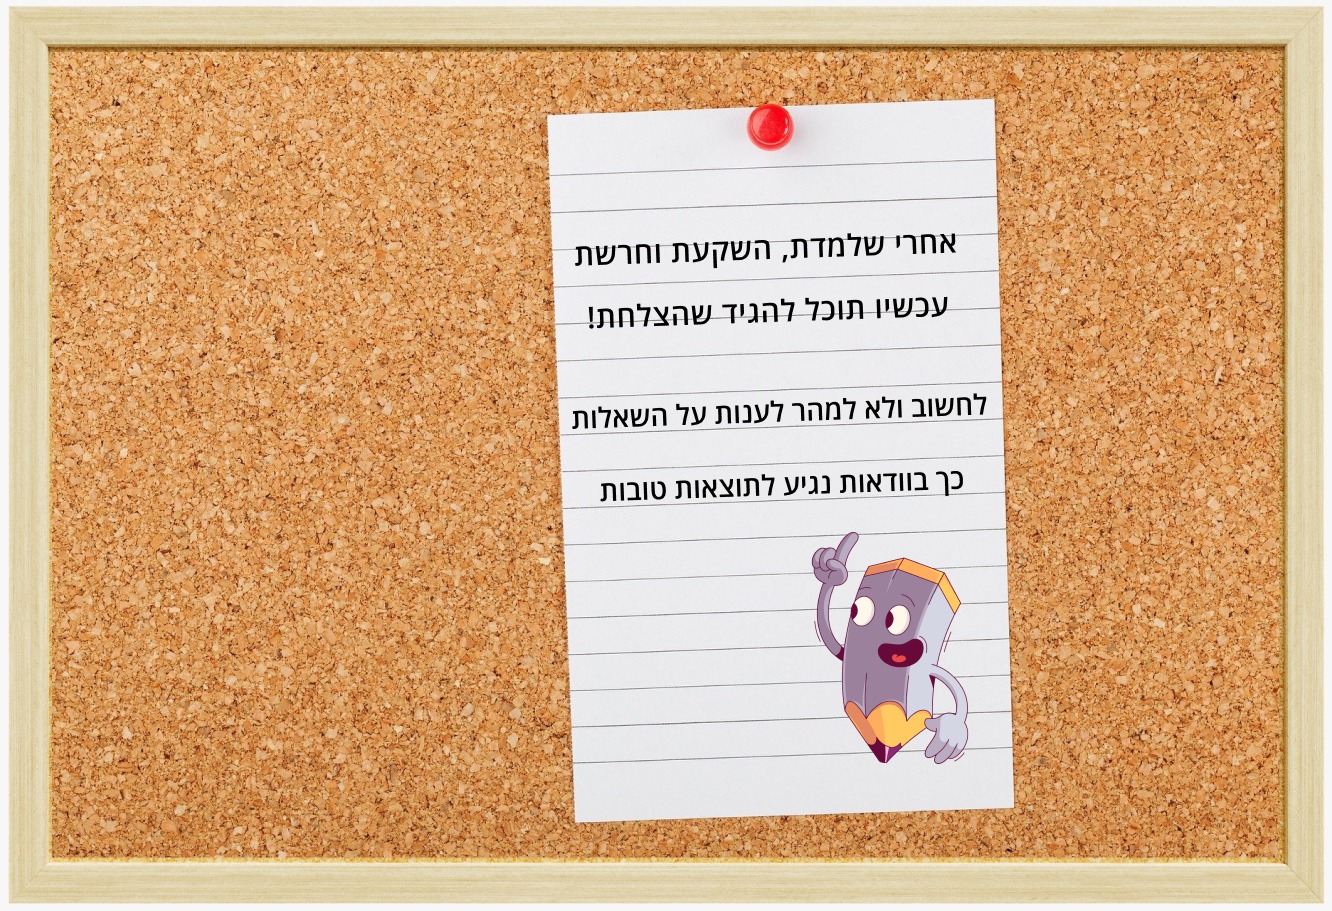 אחרי שלמדת, השקעת וחרשת
עכשיו תוכל להגיד שהצלחת!
לחשוב ולא למהר לענות על השאלות
כך בוודאות נגיע לתוצאות טובות